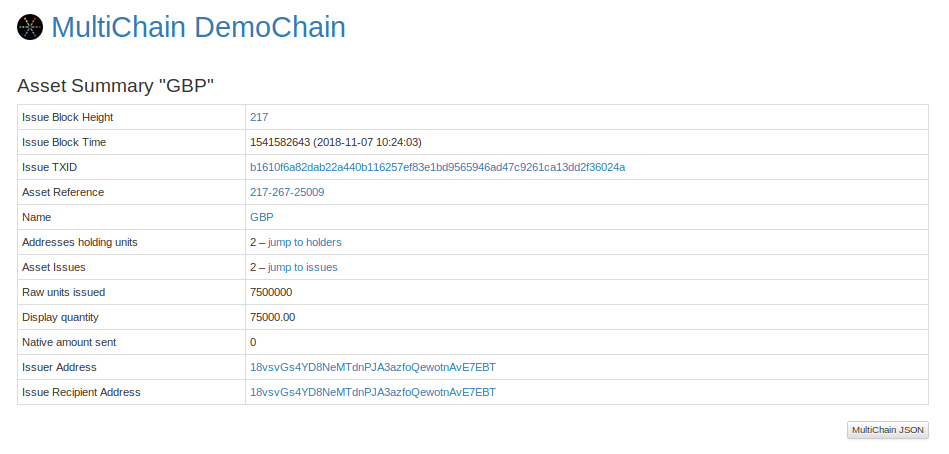 MultiChain DemoChain
Asset Summary "GBP"
Issue Block Height 217
Issue Block Time 1541582643 (2018-11-07 10:24:03)
Issue TXID b1610f6a82dab22a440b116257ef83e1bd9565946ad47c9261ca13dd2f36024a
Asset Reference 217-267-25009
Name GBP
Addresses holding units 2 – jump to holders
Asset Issues 2 – jump to issues
Raw units issued 7500000
Display quantity 75000.00
Native amount sent 0
Issuer Address 18vsvGs4YD8NeMTdnPJA3azfoQewotnAvE7EBT
Issue Recipient Address 18vsvGs4YD8NeMTdnPJA3azfoQewotnAvE7EBT
MultiChain JSON